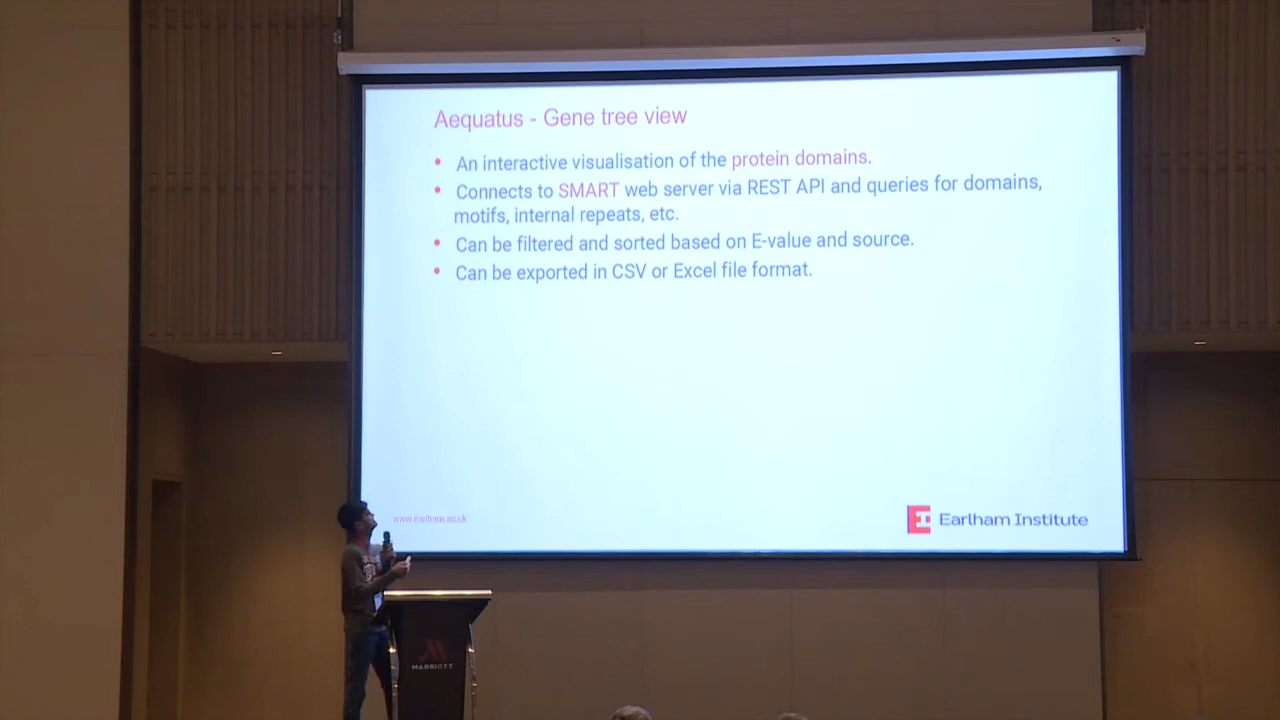 Aequatus - Gene tree view
• An interactive visualisation of the protein domains.
• Connects to SMART web server via REST API and queries for domains,
motifs, internal repeats, etc.
• Can be filtered and sorted based on E-value and source.
• Can be exported in CSV or Excel file format.
www.earlham.ac.uk
Earlham Institute
MARRIOTT